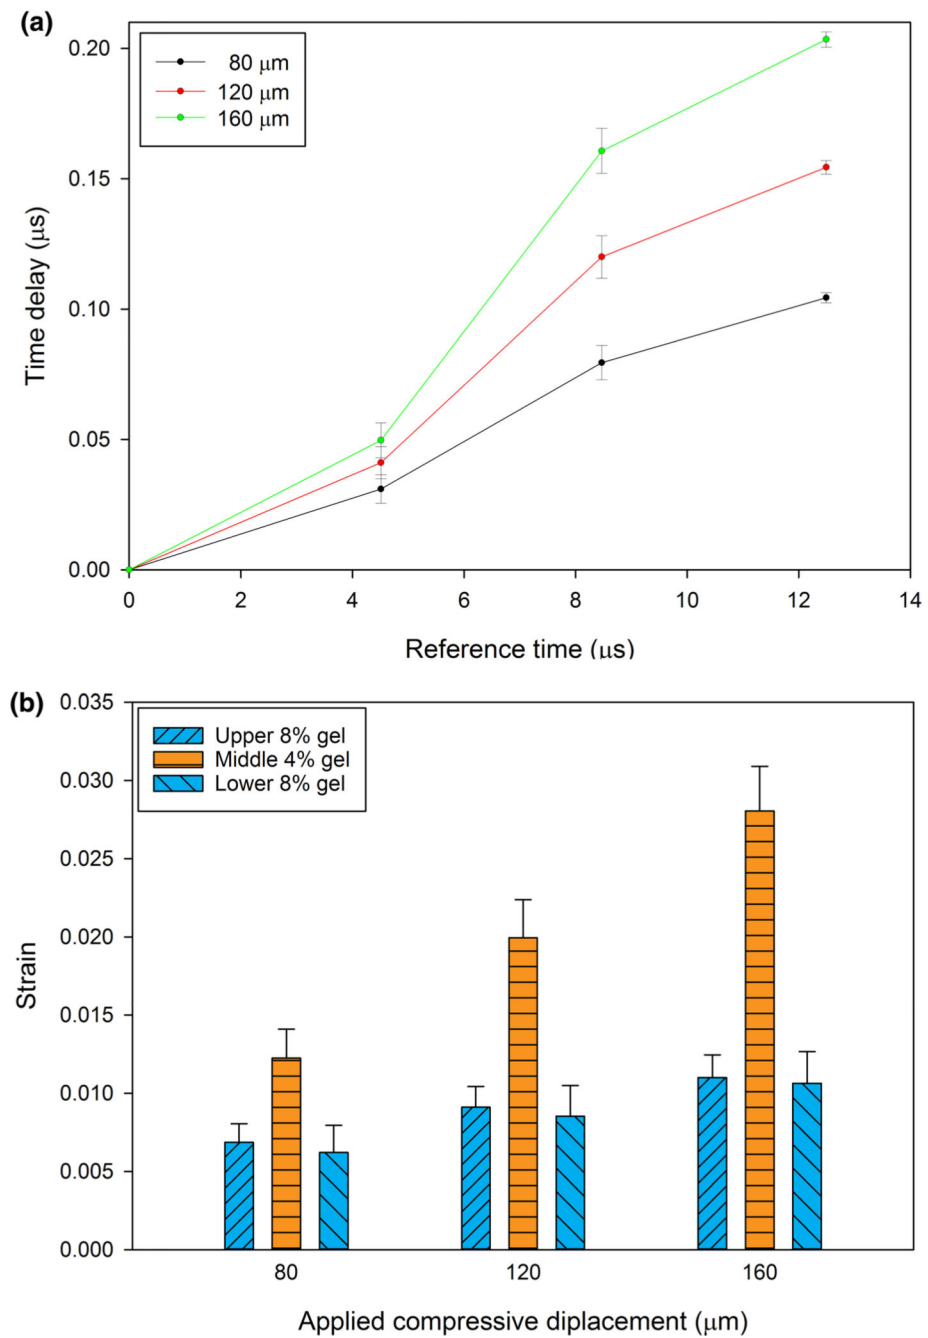 (a)
0.20
0.15
0.10
0.05
0.00
Time delay (μs)
80 μm
120 μm
160 μm
0 2 4 6 8 10 12 14
Reference time (μs)
(b)
0.035
0.030
0.025
0.020
0.015
0.010
0.005
0.000
Strain
Upper 8% gel
Middle 4% gel
Lower 8% gel
80 120 160
Applied compressive diplacement (μm)